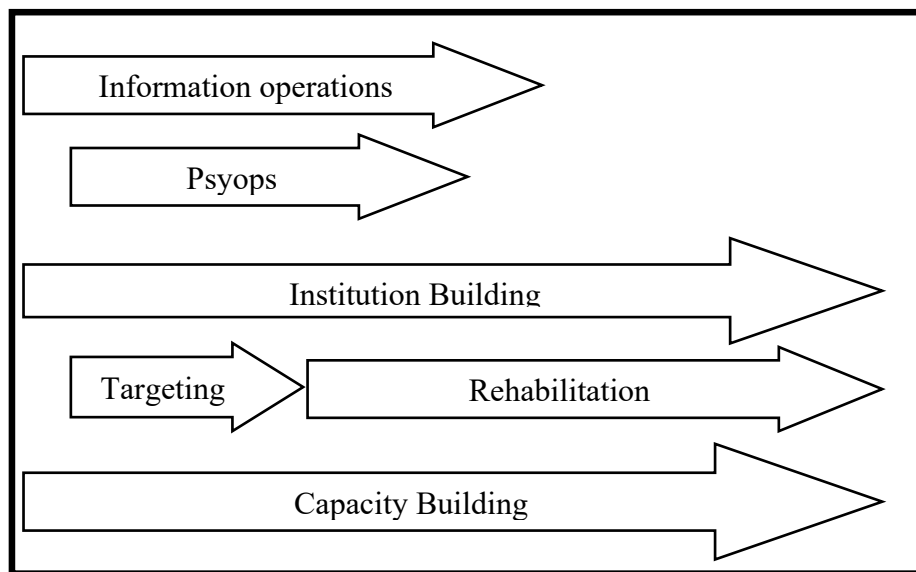 Information operations
Psyops
Institution Building
Targeting
Rehabilitation
Capacity Building